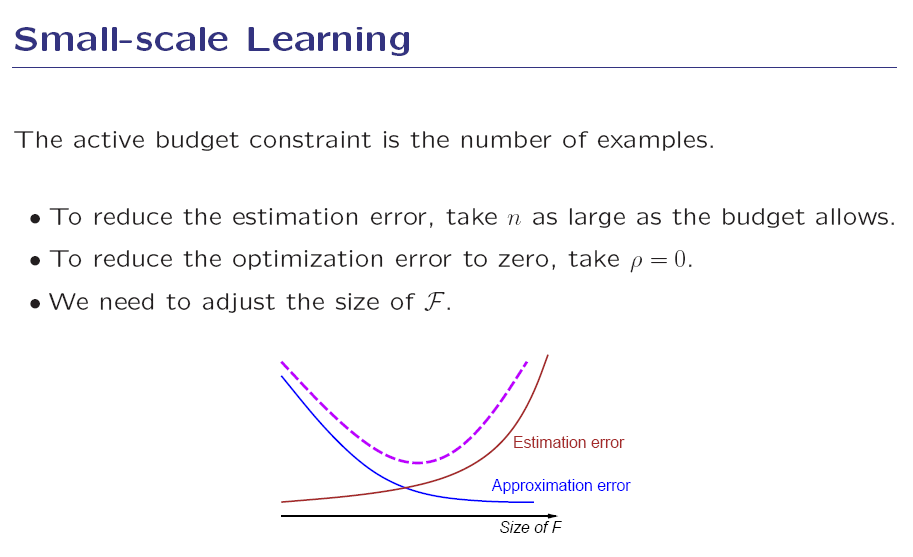 Small-scale Learning
The active budget constraint is the number of examples.
• To reduce the estimation error, take n as large as the budget allows.
• To reduce the optimization error to zero, take ρ = 0.
• We need to adjust the size of ℱ.
Estimation error
Approximation error
Size of F